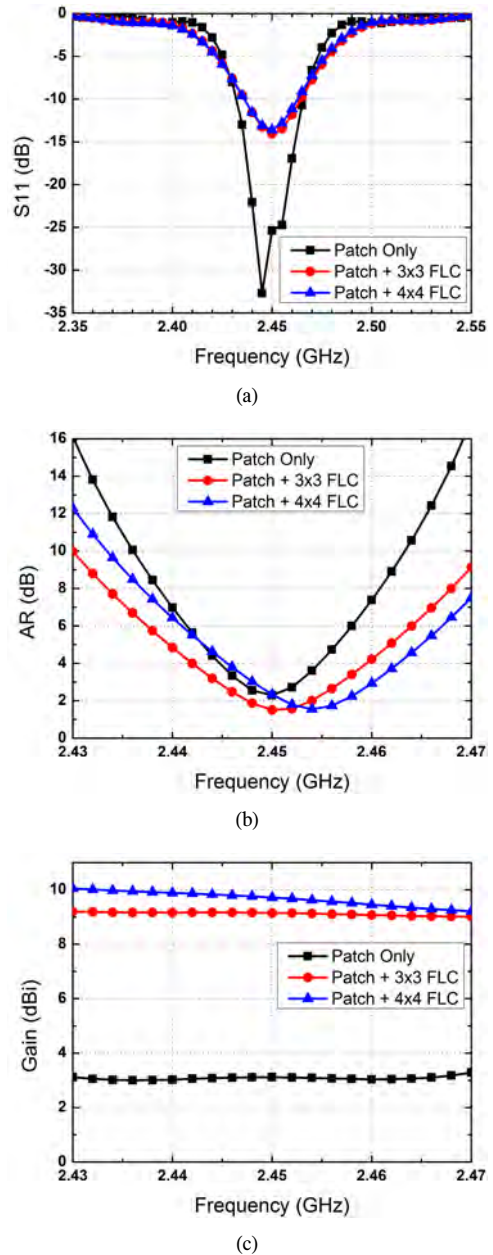 0
-5
-10
-15
-20
-25
-30
-35
S11 (dB)
Patch Only
Patch + 3x3 FLC
Patch + 4x4 FLC
2.35 2.40 2.45 2.50 2.55
Frequency (GHz)
(a)
16
14
12
10
8
6
4
2
0
AR (dB)
Patch Only
Patch + 3x3 FLC
Patch + 4x4 FLC
2.43 2.44 2.45 2.46 2.47
Frequency (GHz)
(b)
10
8
6
4
2
0
Gain (dBi)
Patch Only
Patch + 3x3 FLC
Patch + 4x4 FLC
2.43 2.44 2.45 2.46 2.47
Frequency (GHz)
(c)